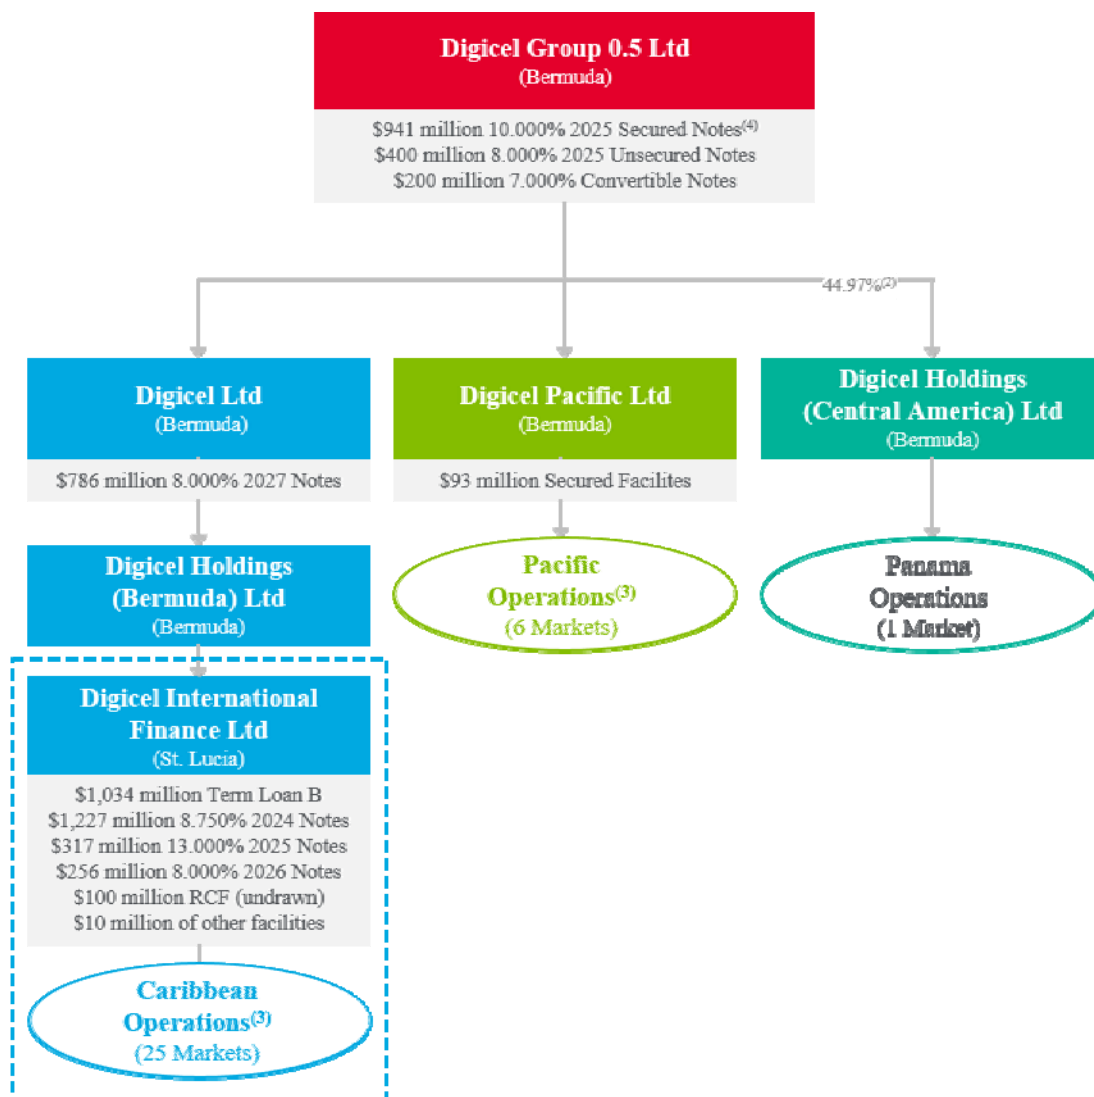 Digicel Group 0.5 Ltd
(Bermuda)
$941 million 10.000% 2025 Secured Notes(4)
$400 million 8.000% 2025 Unsecured Notes
$200 million 7.000% Convertible Notes
44.97%(2)
Digicel Ltd
(Bermuda)
$786 million 8.000% 2027 Notes
Digicel Pacific Ltd
(Bermuda)
$93 million Secured Facilites
Digicel Holdings
(Central America) Ltd
(Bermuda)
Digicel Holdings
(Bermuda) Ltd
(Bermuda)
Pacific
Operations(3)
(6 Markets)
Panama
Operations
(1 Market)
Digicel International
Finance Ltd
(St. Lucia)
$1,034 million Term Loan B
$1,227 million 8.750% 2024 Notes
$317 million 13.000% 2025 Notes
$256 million 8.000% 2026 Notes
$100 million RCF (undrawn)
$10 million of other facilities
Caribbean
Operations(3)
(25 Markets)